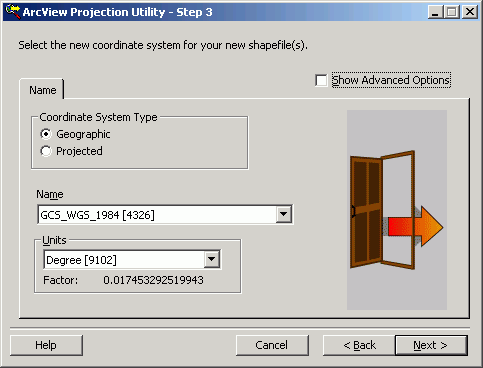 ArcView Projection Utility - Step 3
Select the new coordinate system for your new shapefile(s).
Show Advanced Options
Name
Coordinate System Type
Geographic
Projected
Name
GCS_WGS_1984 [4326]
Units
Degree [9102]
Factor: 0.017453292519943
Help
Cancel
< Back
Next >